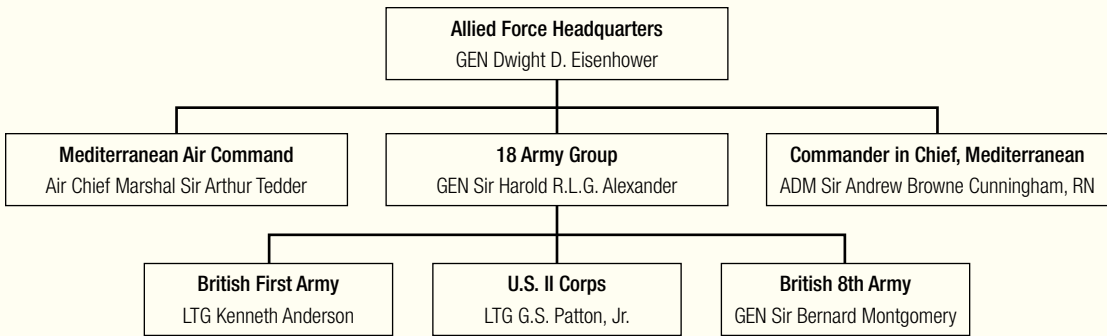 Allied Force Headquarters
GEN Dwight D. Eisenhower
Mediterranean Air Command
Air Chief Marshal Sir Arthur Tedder
18 Army Group
GEN Sir Harold R.L.G. Alexander
Commander in Chief, Mediterranean
ADM Sir Andrew Browne Cunningham, RN
British First Army
LTG Kenneth Anderson
U.S. II Corps
LTG G.S. Patton, Jr.
British 8th Army
GEN Sir Bernard Montgomery